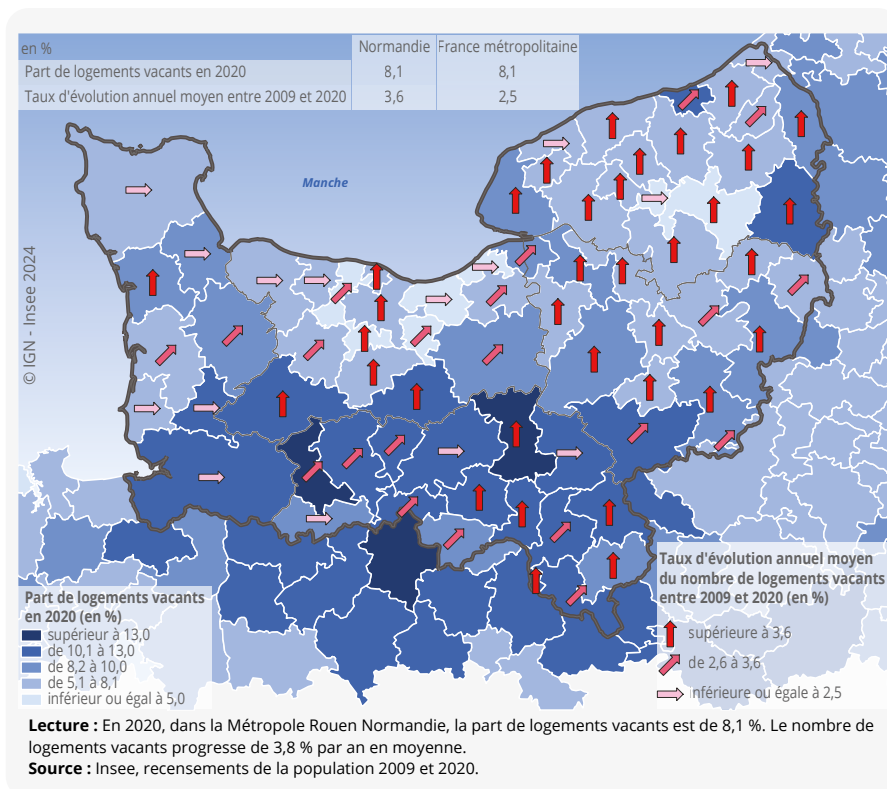 en %
Normandie France métropolitaine
Part de logements vacants en 2020 8,1 8,1
Taux d'évolution annuel moyen entre 2009 et 2020 3,6 2,5
Manche
© IGN - Insee 2024
Part de logements vacants
en 2020 (en %)
supérieur à 13,0
de 10,1 à 13,0
de 8,2 à 10,0
de 5,1 à 8,1
inférieur ou égal à 5,0
Taux d'évolution annuel moyen
du nombre de logements vacants
entre 2009 et 2020 (en %)
supérieure à 3,6
de 2,6 à 3,6
inférieure ou égale à 2,5
Lecture : En 2020, dans la Métropole Rouen Normandie, la part de logements vacants est de 8,1 %. Le nombre de
logements vacants progresse de 3,8 % par an en moyenne.
Source : Insee, recensements de la population 2009 et 2020.